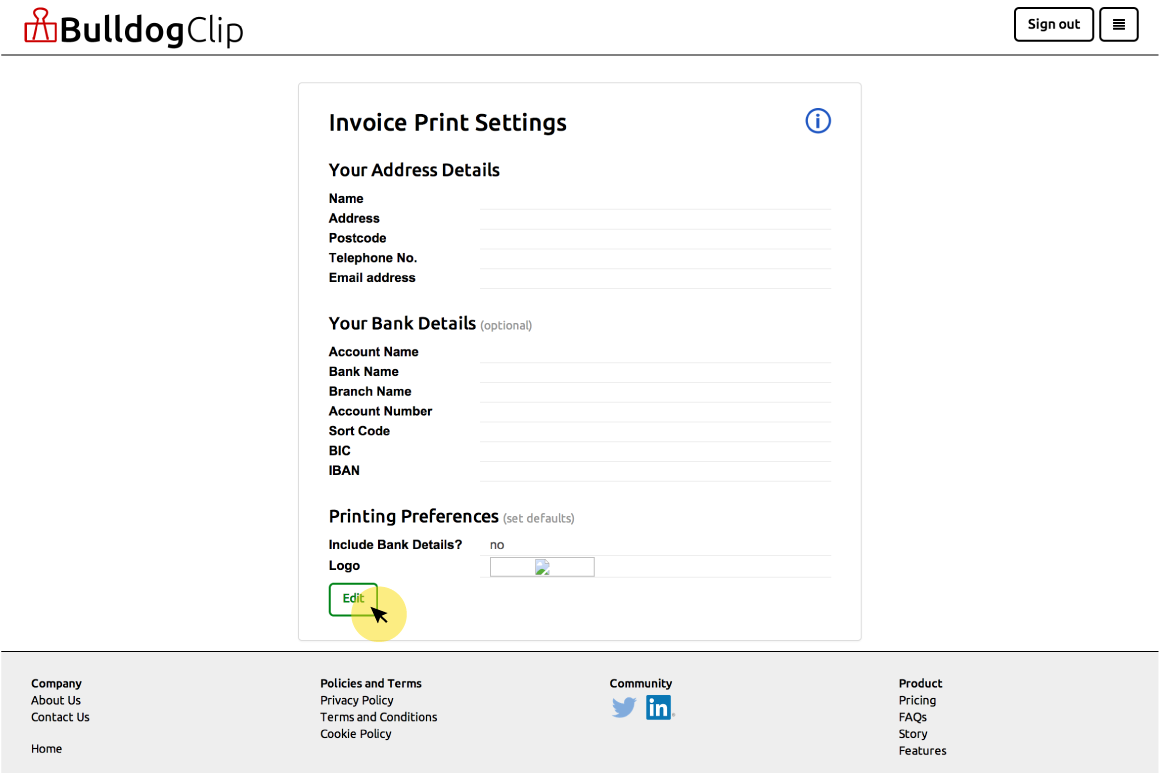 BulldogClip
Sign out
Invoice Print Settings
Your Address Details
Name
Address
Postcode
Telephone No.
Email address
Your Bank Details (optional)
Account Name
Bank Name
Branch Name
Account Number
Sort Code
BIC
IBAN
Printing Preferences (set defaults)
Include Bank Details? no
Logo
Edit
Company
About Us
Contact Us
Home
Policies and Terms
Privacy Policy
Terms and Conditions
Cookie Policy
Community
in
Product
Pricing
FAQs
Story
Features